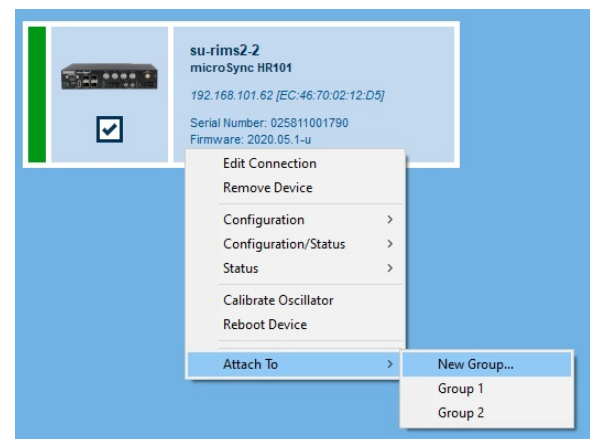 su-rims2-2
microSync HR101
192.168.101.62 [EC:46:70:02:12:D5]
Serial Number: 025811001790
Firmware: 2020.05.1-u
Edit Connection
Remove Device
Configuration
Configuration/Status
Status
Calibrate Oscillator
Reboot Device
Attach To
New Group...
Group 1
Group 2